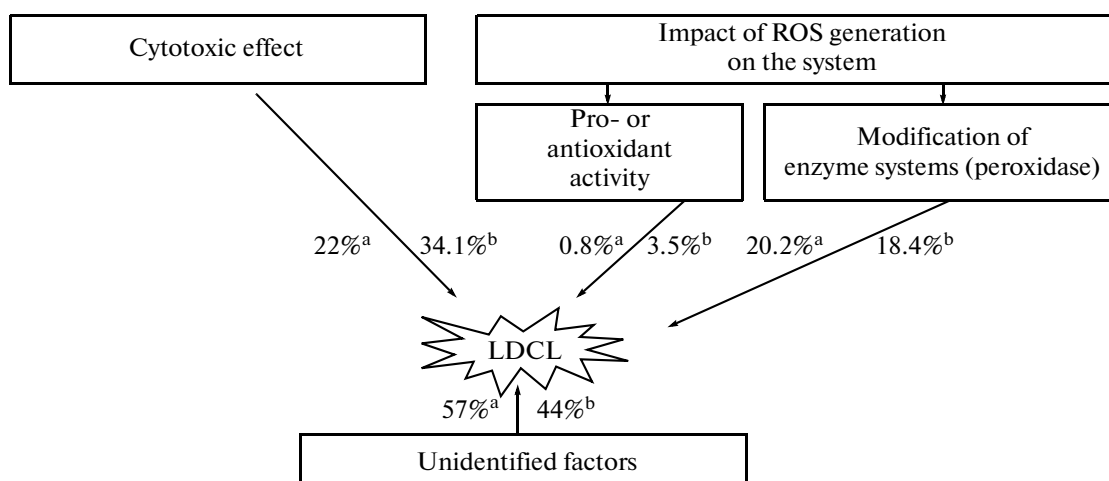 Cytotoxic effect
Impact of ROS generation
on the system
Pro- or
antioxidant
activity
Modification of
enzyme systems (peroxidase)
22%ᵃ 34.1%ᵇ 0.8%ᵃ 3.5%ᵇ 20.2%ᵃ 18.4%ᵇ
LDCL
57%ᵃ 44%ᵇ
Unidentified factors